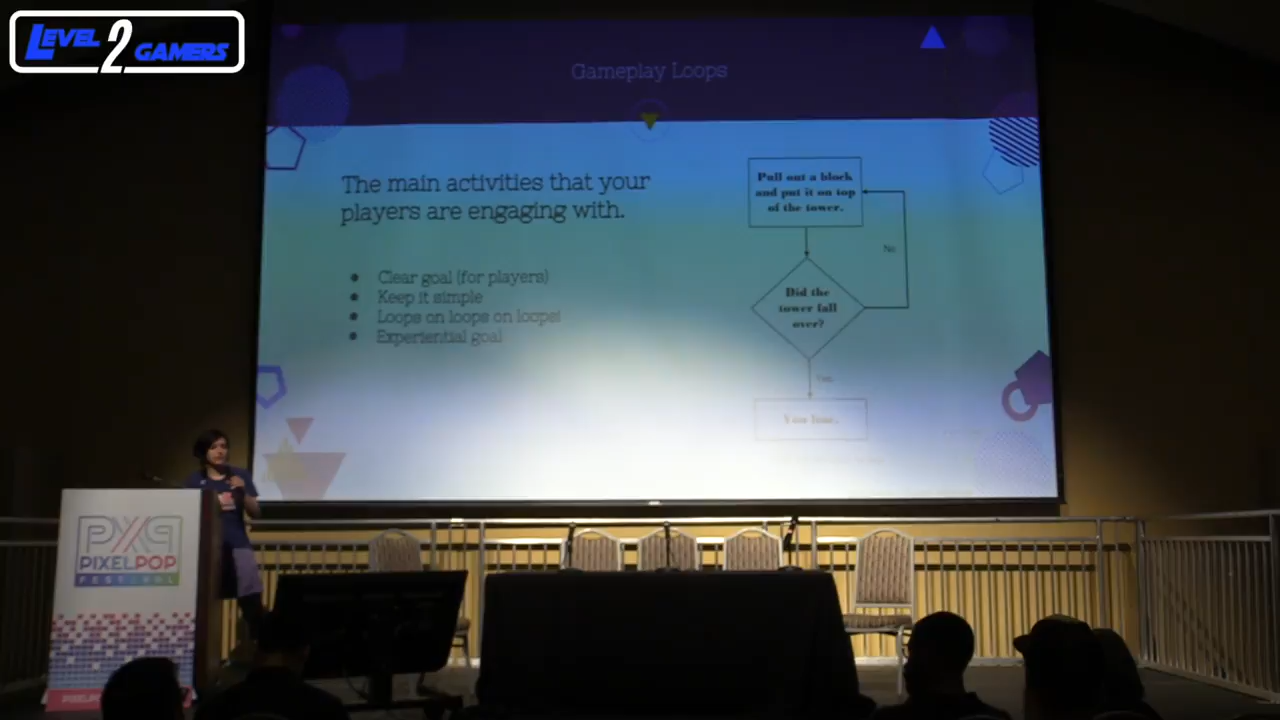 LEVEL 2 GAMERS
Gameplay Loops
The main activities that your
players are engaging with.
Clear goal (for players)
Keep it simple
Loops on loops on loops!
Experiential goal
Pull out a block
and put it on top
of the tower.
No
Did the
tower fall
over?
Yes.
You lose.
PXP
PIXELPOP
FESTIVAL